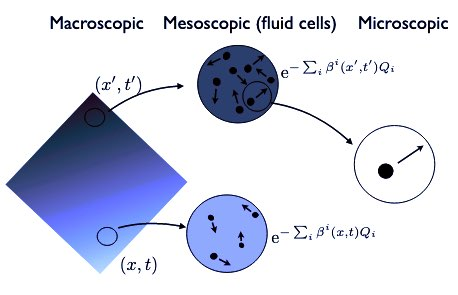 Macroscopic Mesoscopic (fluid cells) Microscopic
(x′, t′)
e^{−∑_i β^i(x′,t′)Q_i}
e^{−∑_i β^i(x,t)Q_i}
(x, t)